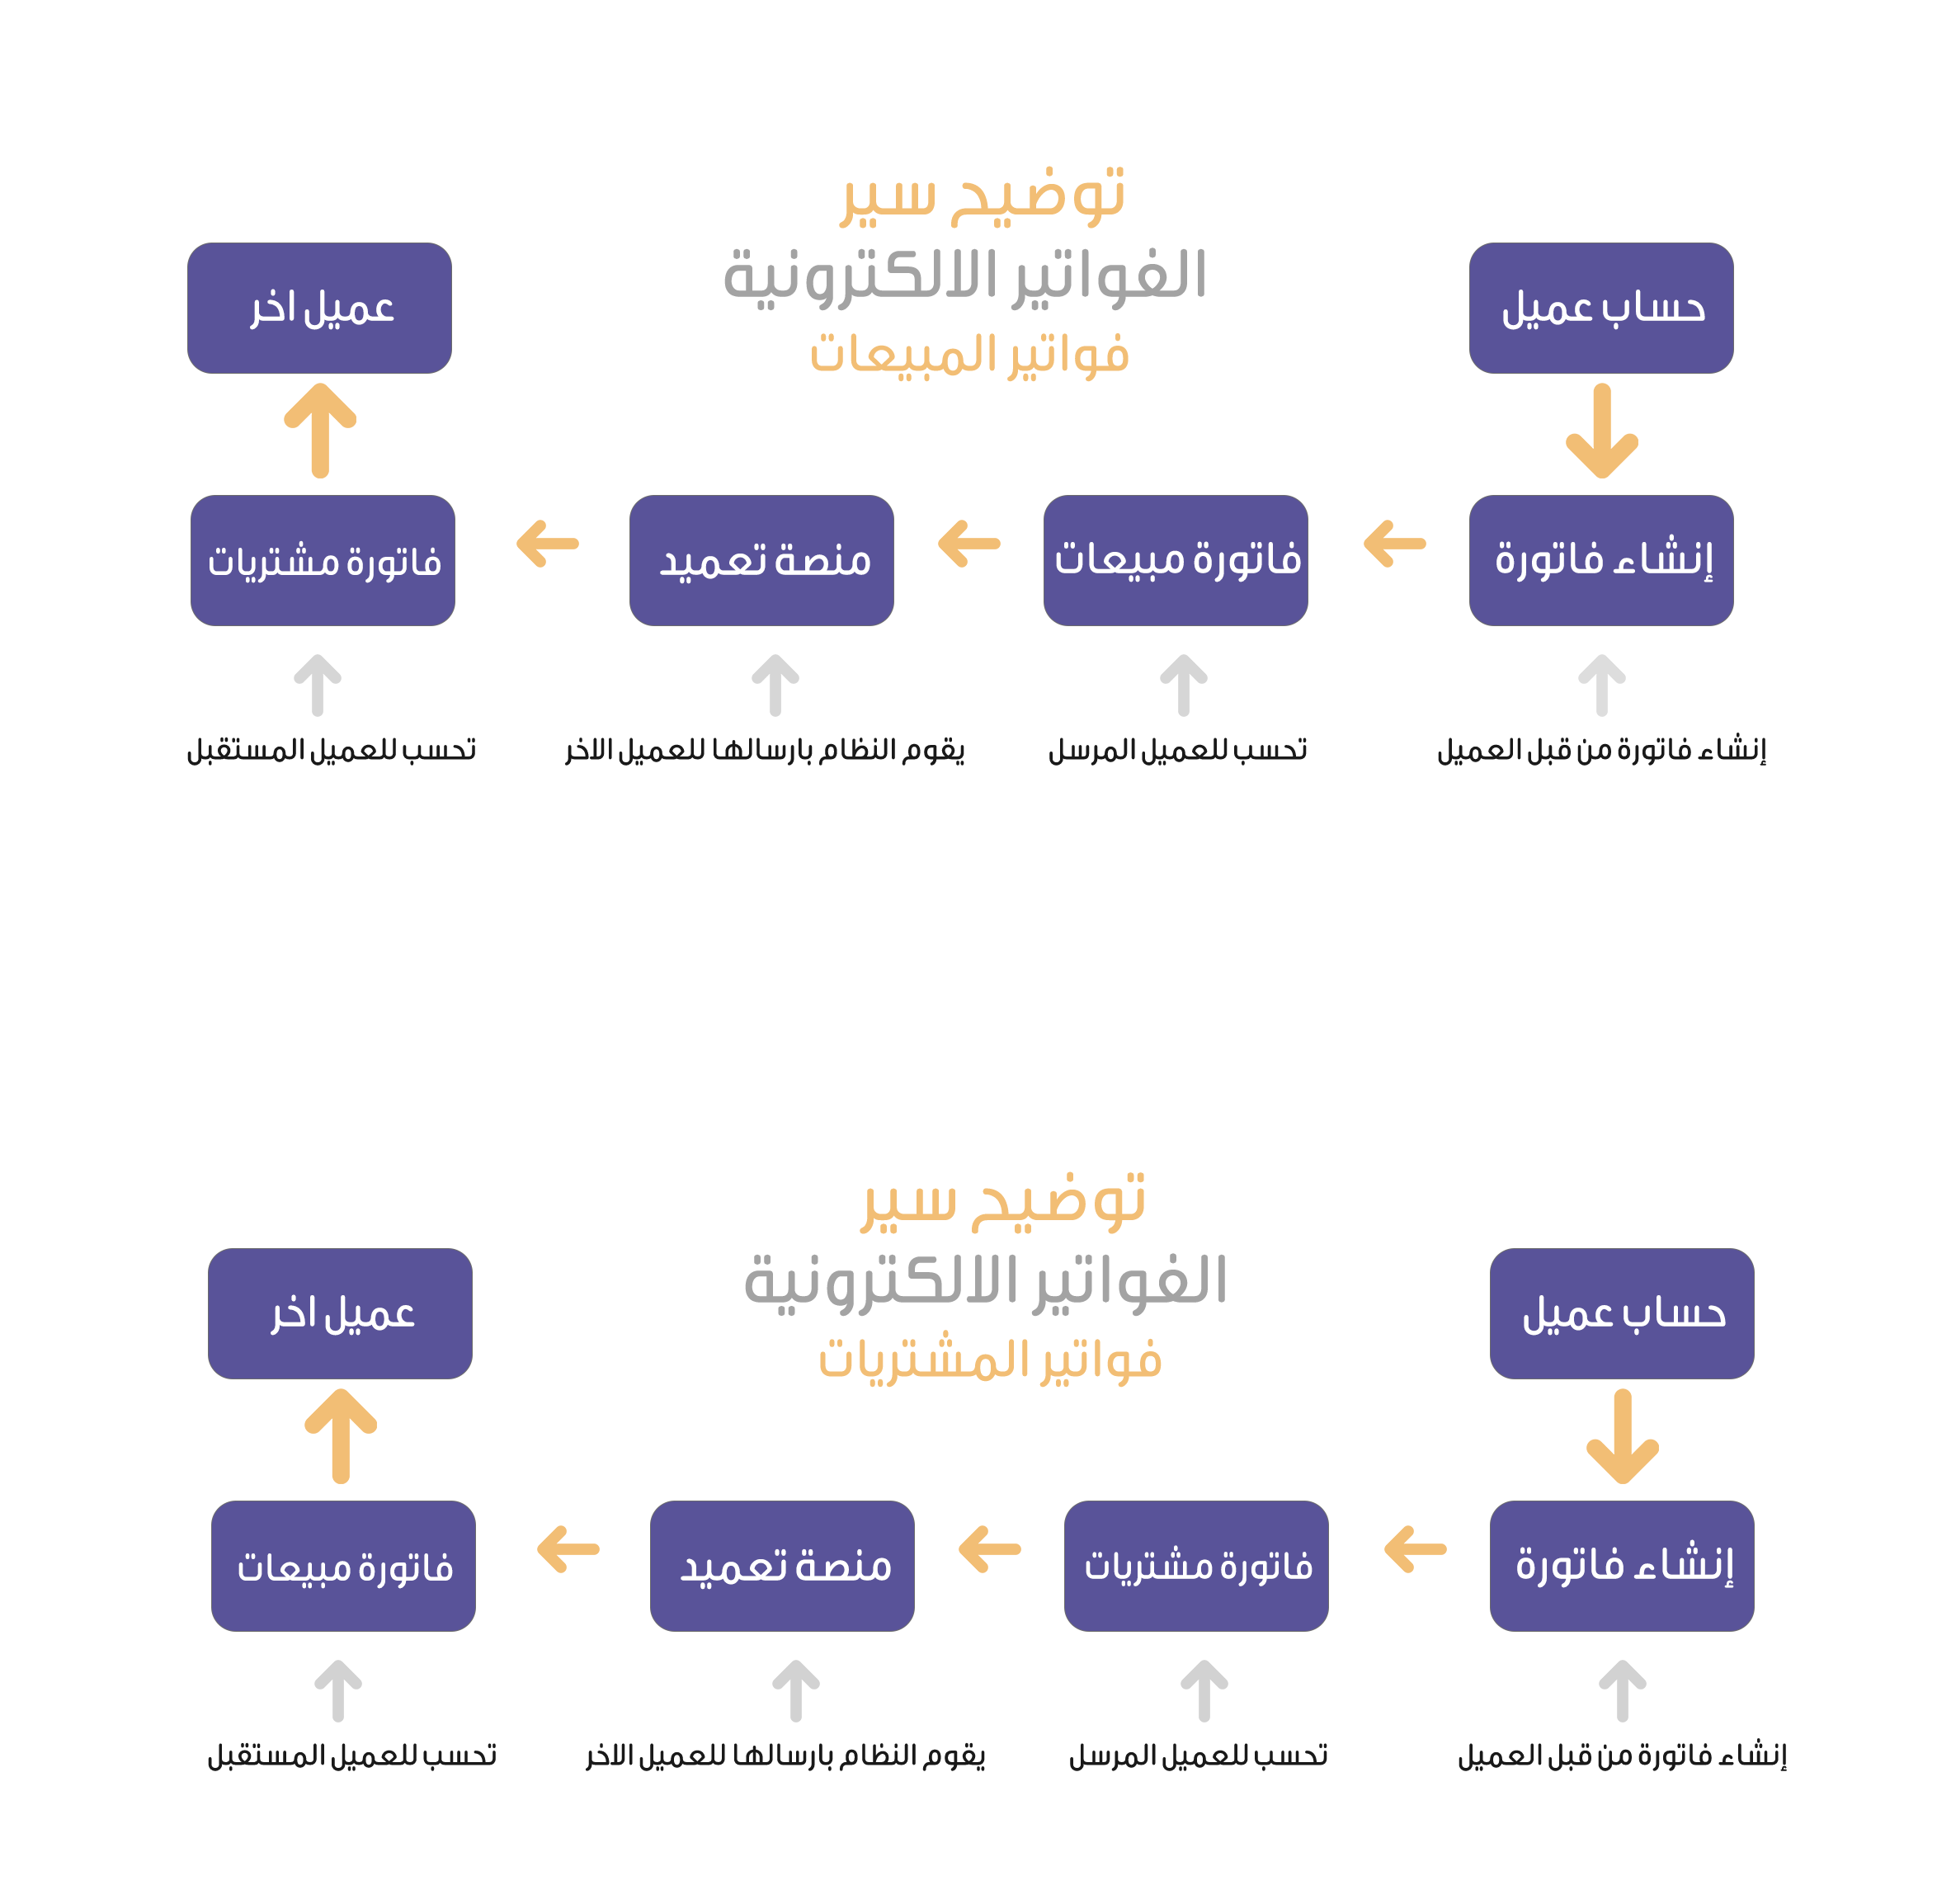 توضيح سير
الفواتير الالكترونية
فواتير المبيعات
حساب عميل
عميل اخر
إنشاء فاتورة
فاتورة مبيعات
منصة تعميد
فاتورة مشتريات
إنشاء فاتورة من قبل العميل
تحسب للعميل المرسل
يقوم النظام بارسالها للعميل الاخر
تحسب للعميل المستقبل
توضيح سير
الفواتير الالكترونية
فواتير المشتريات
حساب عميل
عميل اخر
إنشاء فاتورة
فاتورة مشتريات
منصة تعميد
فاتورة مبيعات
إنشاء فاتورة من قبل العميل
تحسب للعميل المرسل
يقوم النظام بارسالها للعميل الاخر
تحسب للعميل المستقبل